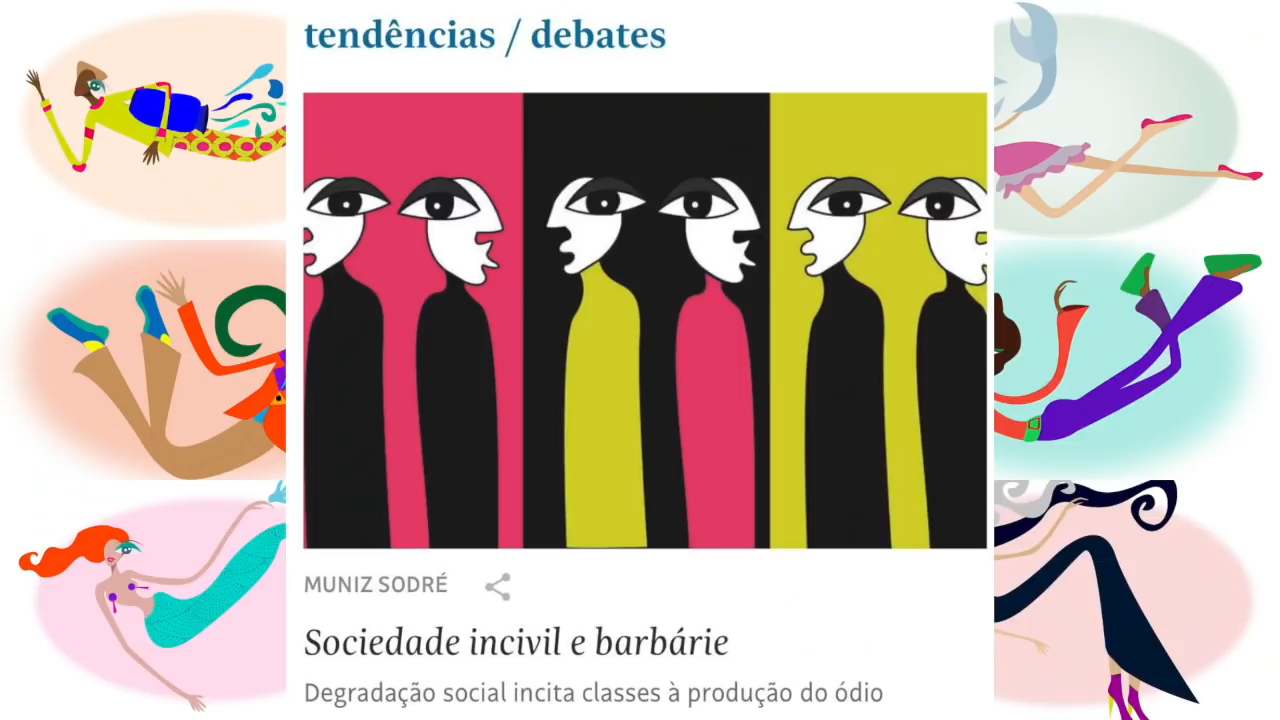 tendências / debates
MUNIZ SODRÉ
Sociedade incivil e barbárie
Degradação social incita classes à produção do ódio